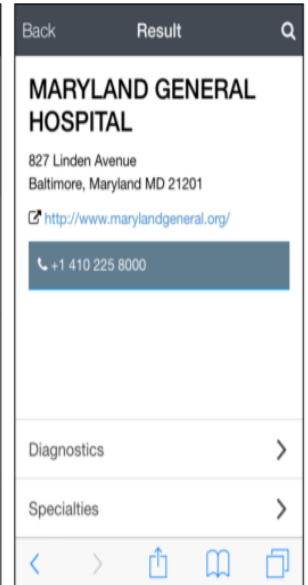 Back Result
MARYLAND GENERAL
HOSPITAL
827 Linden Avenue
Baltimore, Maryland MD 21201
http://www.marylandgeneral.org/
+1 410 225 8000
Diagnostics
Specialties